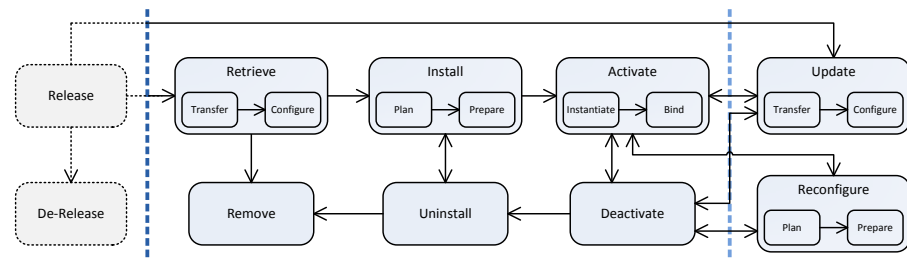 Release
De-Release
Retrieve
Transfer
Configure
Install
Plan
Prepare
Activate
Instantiate
Bind
Update
Transfer
Configure
Remove
Uninstall
Deactivate
Reconfigure
Plan
Prepare